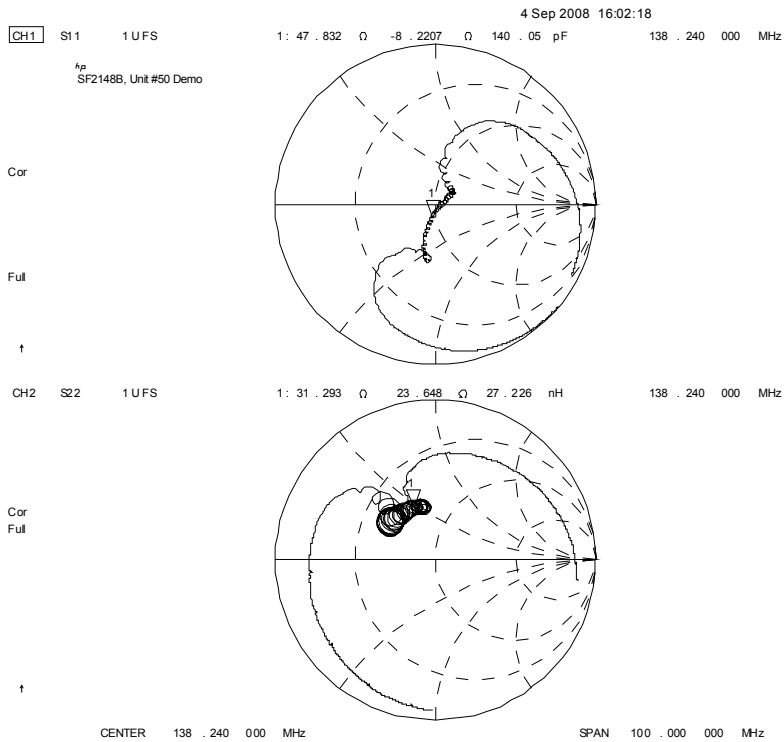 4 Sep 2008 16:02:18
CH1 S11 1 U FS 1: 47 . 832 Ω -8 . 2207 Ω 140 . 05 pF 138 . 240 000 MHz
hp
SF2148B, Unit #50 Demo
1
Cor
Full
↑
CH2 S22 1 U FS 1: 31 . 293 Ω 23 . 648 Ω 27 . 226 nH 138 . 240 000 MHz
1
Cor
Full
↑
CENTER 138 . 240 000 MHz SPAN 100 . 000 000 MHz